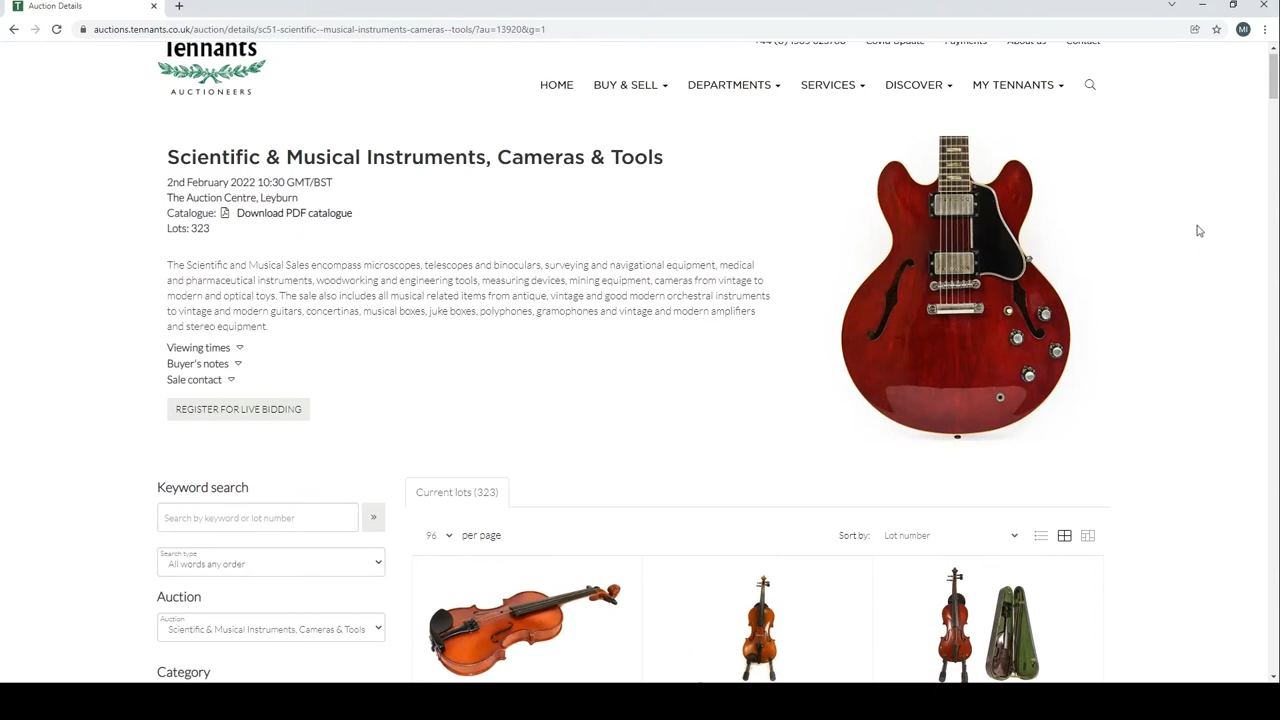 Auction Details
auctions.tennants.co.uk/auction/details/sc51-scientific--musical-instruments-cameras--tools/?au=13920&g=1
MI
Tennants
AUCTIONEERS
Covid Update Payments About us Contact
HOME BUY & SELL DEPARTMENTS SERVICES DISCOVER MY TENNANTS
Scientific & Musical Instruments, Cameras & Tools
2nd February 2022 10:30 GMT/BST
The Auction Centre, Leyburn
Catalogue: Download PDF catalogue
Lots: 323
The Scientific and Musical Sales encompass microscopes, telescopes and binoculars, surveying and navigational equipment, medical
and pharmaceutical instruments, woodworking and engineering tools, measuring devices, mining equipment, cameras from vintage to
modern and optical toys. The sale also includes all musical related items from antique, vintage and good modern orchestral instruments
to vintage and modern guitars, concertinas, musical boxes, juke boxes, polyphones, gramophones and vintage and modern amplifiers
and stereo equipment.
Viewing times
Buyer's notes
Sale contact
REGISTER FOR LIVE BIDDING
Keyword search
Search by keyword or lot number
»
Search type
All words any order
Auction
Auction
Scientific & Musical Instruments, Cameras & Tools
Category
Current lots (323)
96 per page
Sort by: Lot number